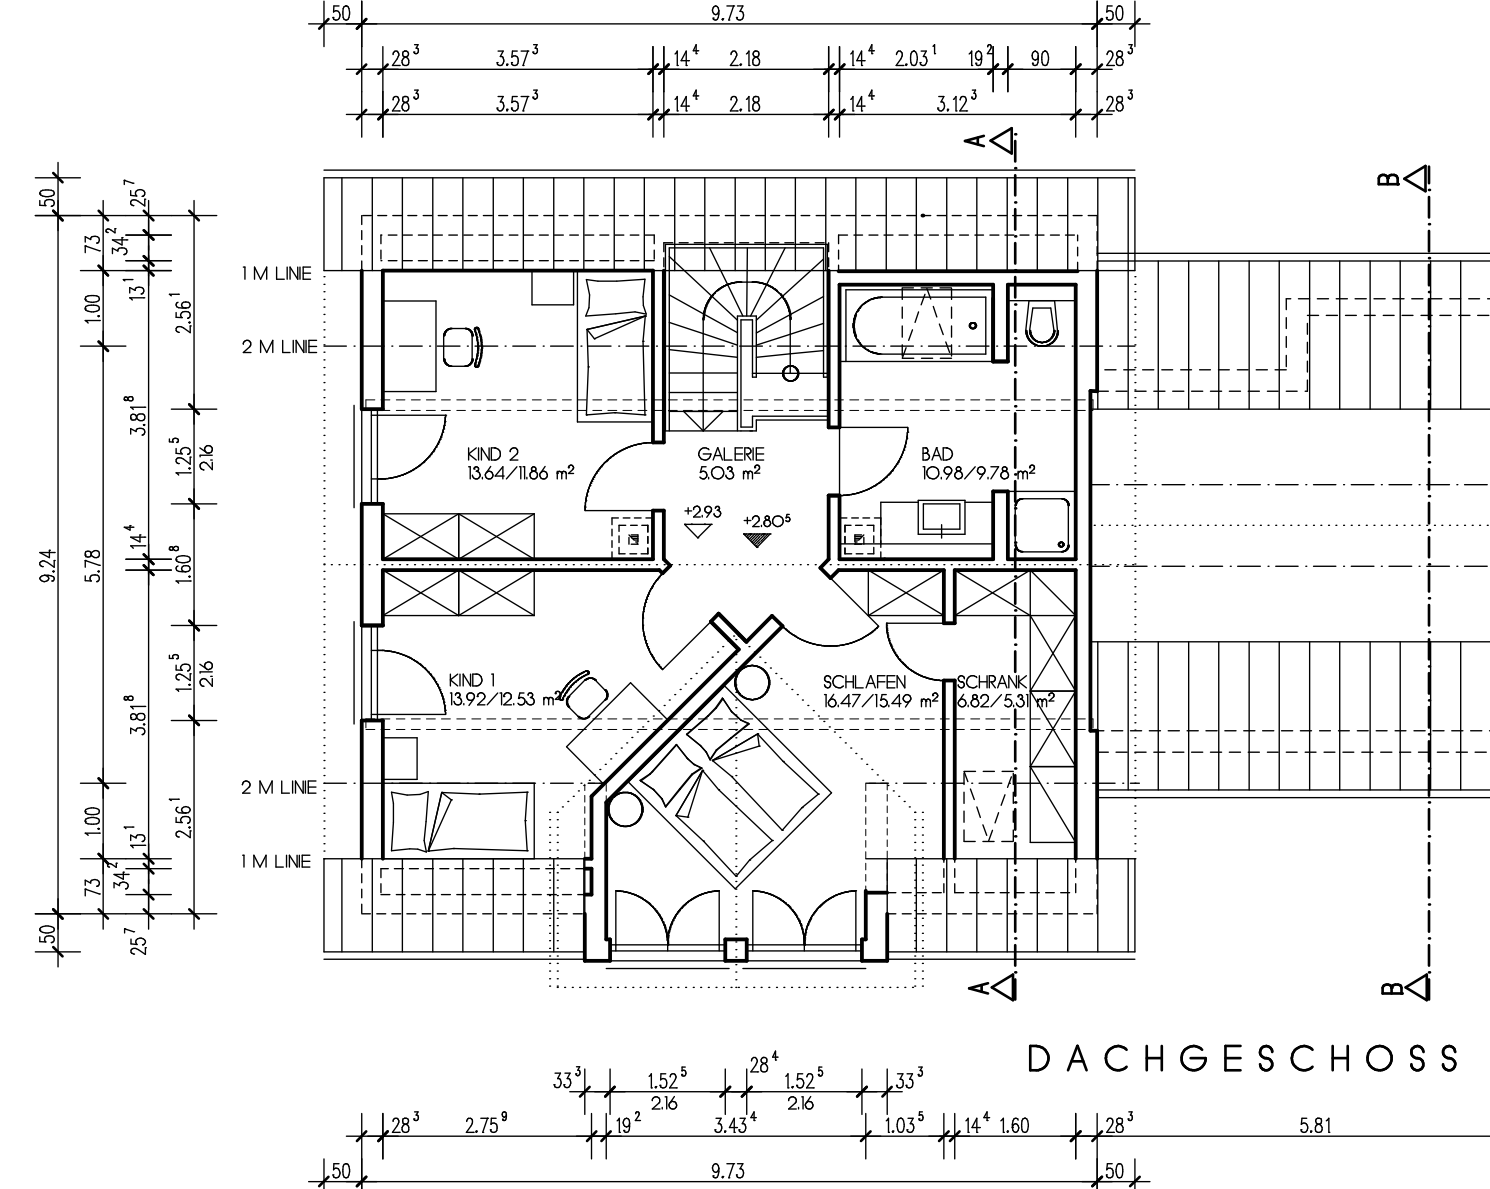 50 9.73 50
28³ 3.57³ 14⁴ 2.18 14⁴ 2.03¹ 19² 90 28³
28³ 3.57³ 14⁴ 2.18 14⁴ 3.12³ 28³
A
B
50
25⁷
73
34²
1 M LINIE
13¹
1.00
2.56¹
2 M LINIE
3.81⁸
1.25⁵
2.16
KIND 2
13.64/11.86 m²
GALERIE
5.03 m²
BAD
10.98/9.78 m²
+2.93
+2.80⁵
14⁴
9.24
5.78
1.60⁸
1.25⁵
2.16
KIND 1
13.92/12.53 m²
SCHLAFEN
16.47/15.49 m²
SCHRANK
6.82/5.31 m²
3.81⁸
2 M LINIE
1.00
2.56¹
13¹
1 M LINIE
34²
73
50
25⁷
A
B
DACHGESCHOSS
33³ 1.52⁵ 28⁴ 1.52⁵ 33³
2.16 2.16
28³ 2.75⁹ 19² 3.43⁴ 1.03⁵ 14⁴ 1.60 28³ 5.81
50 9.73 50